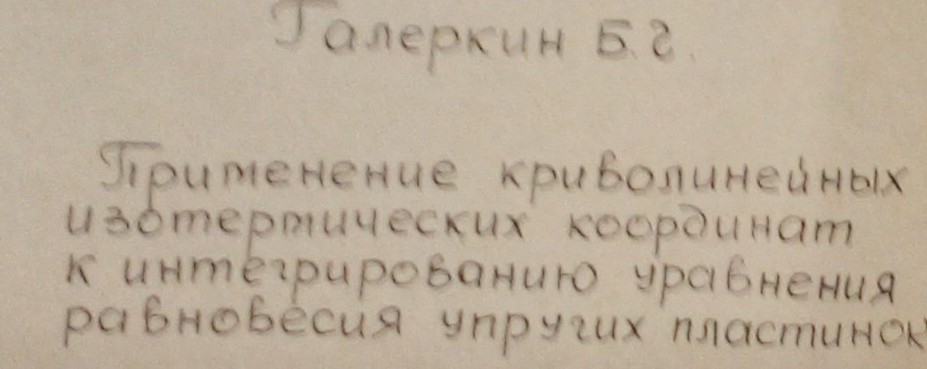 Галеркин Б.Г.
Применение криволинейных
изотермических координат
к интегрированию уравнения
равновесия упругих пластинок